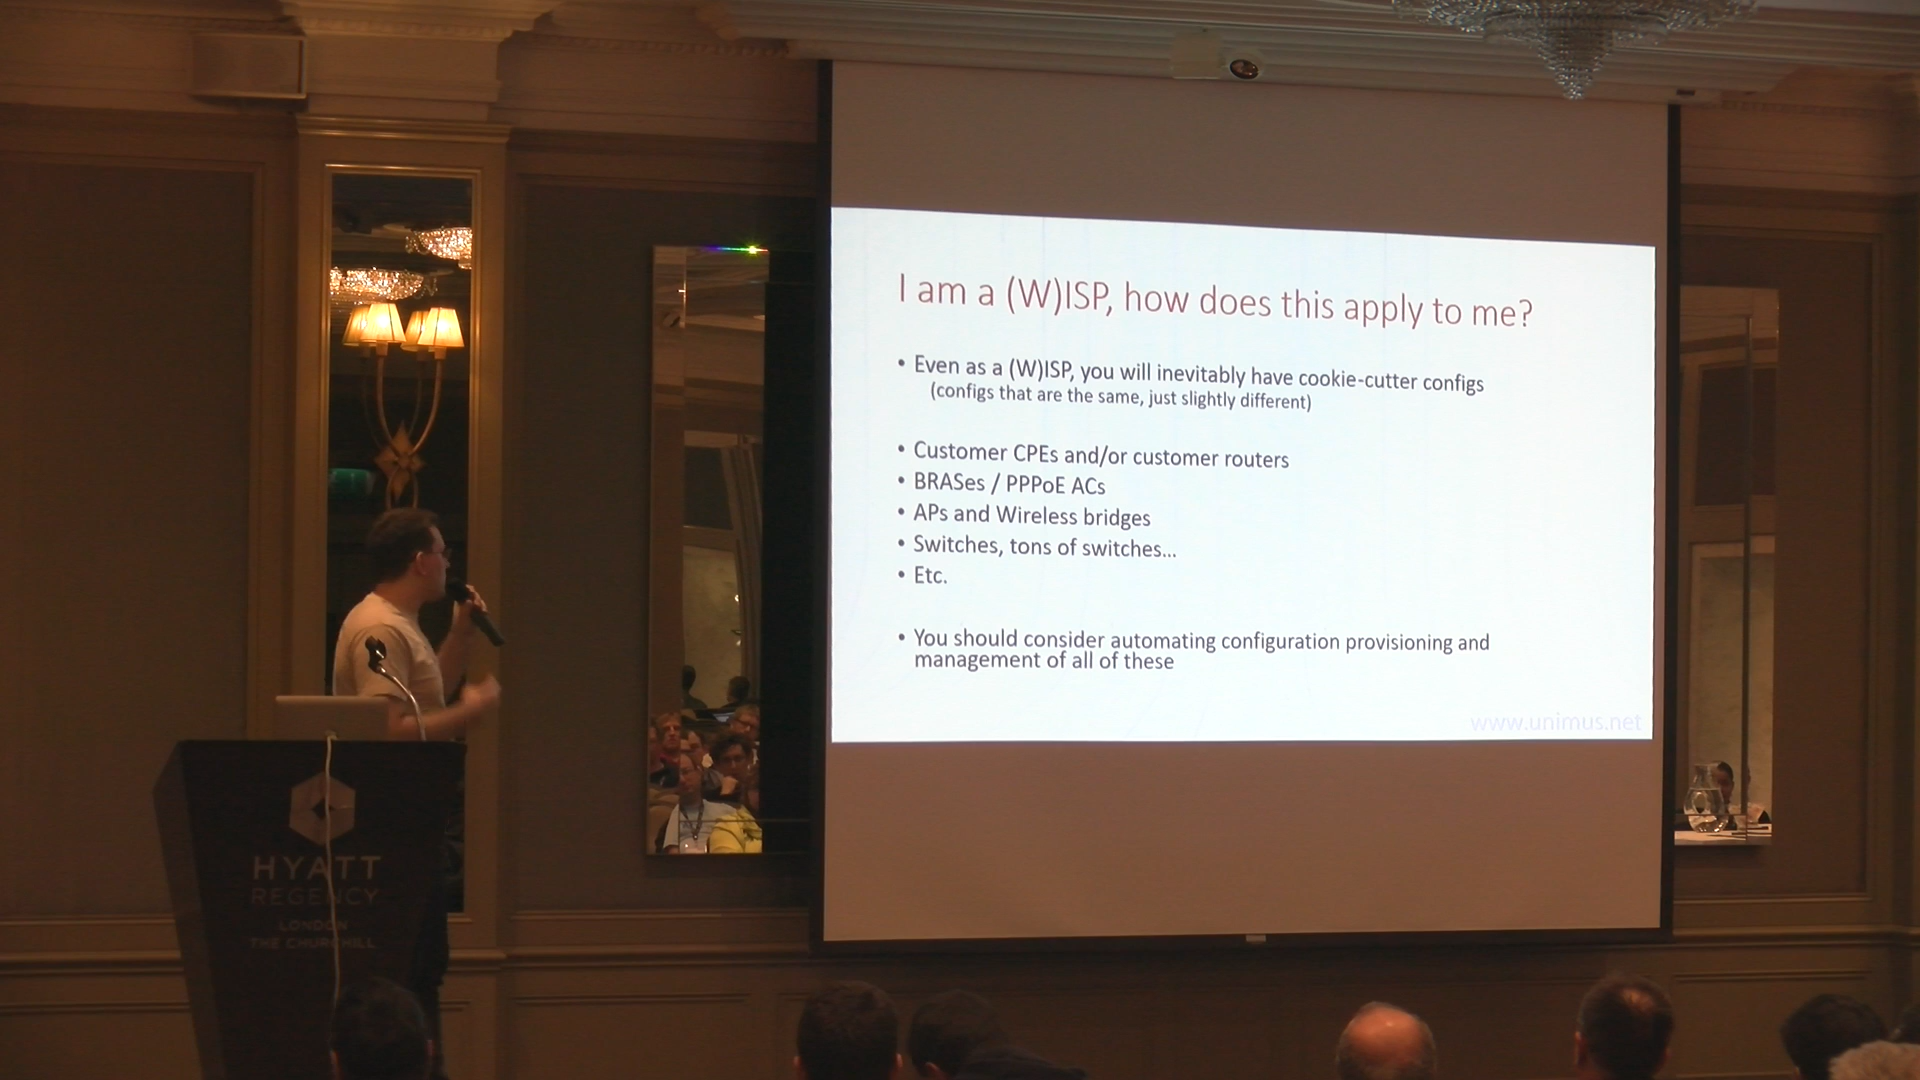 I am a (W)ISP, how does this apply to me?
• Even as a (W)ISP, you will inevitably have cookie-cutter configs
(configs that are the same, just slightly different)
• Customer CPEs and/or customer routers
• BRASes / PPPoE ACs
• APs and Wireless bridges
• Switches, tons of switches...
• Etc.
• You should consider automating configuration provisioning and
management of all of these
www.unimus.net
HYATT
REGENCY
LONDON
THE CHURCHILL